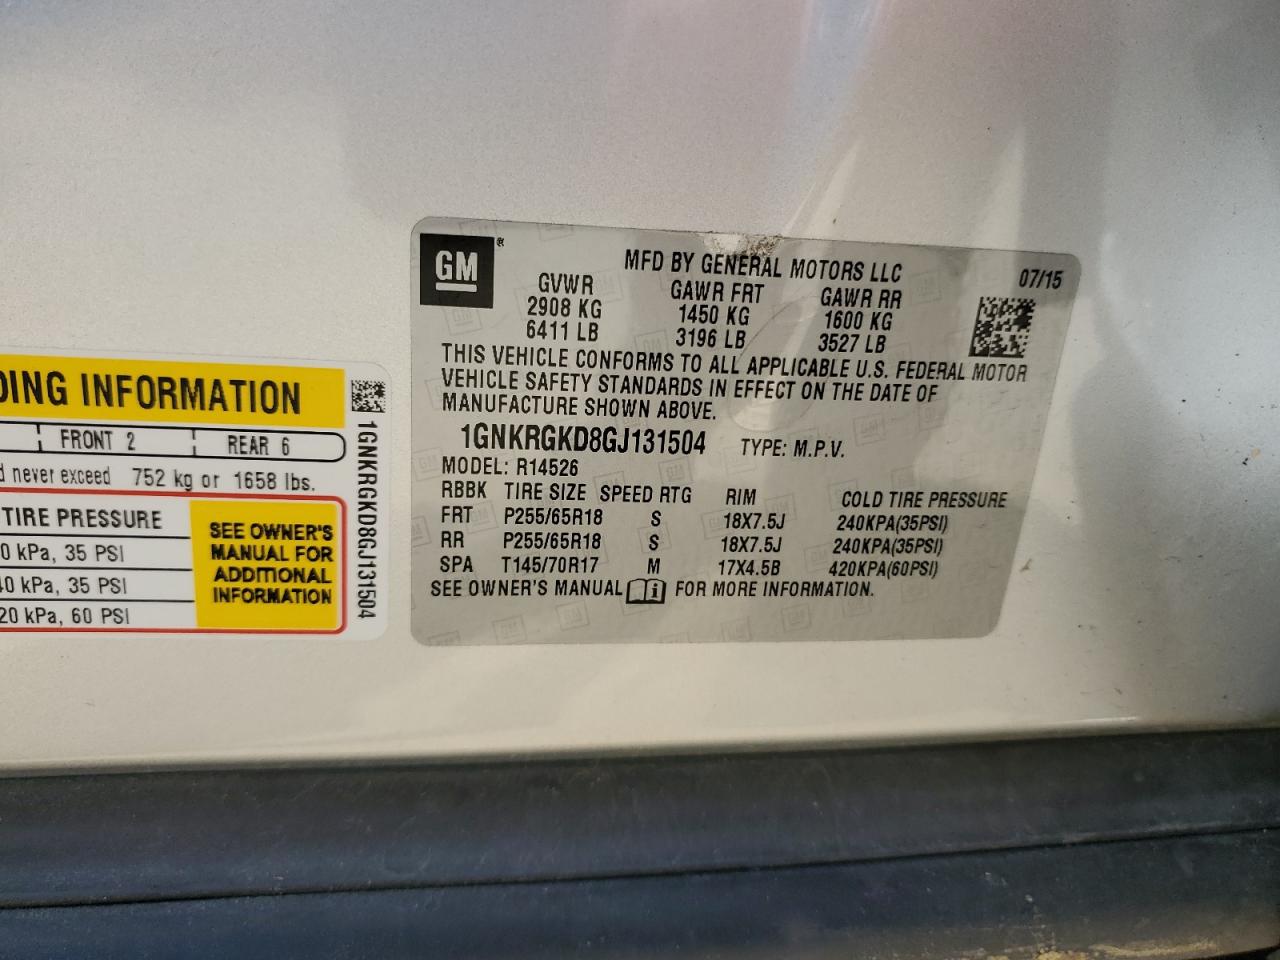 DING INFORMATION
FRONT 2 REAR 6
never exceed 752 kg or 1658 lbs.
TIRE PRESSURE
0 kPa, 35 PSI
40 kPa, 35 PSI
20 kPa, 60 PSI
SEE OWNER'S
MANUAL FOR
ADDITIONAL
INFORMATION
1GNKRGKD8GJ131504
GM®
MFD BY GENERAL MOTORS LLC 07/15
GVWR GAWR FRT GAWR RR
2908 KG 1450 KG 1600 KG
6411 LB 3196 LB 3527 LB
THIS VEHICLE CONFORMS TO ALL APPLICABLE U.S. FEDERAL MOTOR
VEHICLE SAFETY STANDARDS IN EFFECT ON THE DATE OF
MANUFACTURE SHOWN ABOVE.
1GNKRGKD8GJ131504 TYPE: M.P.V.
MODEL: R14526
RBBK TIRE SIZE SPEED RTG RIM COLD TIRE PRESSURE
FRT P255/65R18 S 18X7.5J 240KPA(35PSI)
RR P255/65R18 S 18X7.5J 240KPA(35PSI)
SPA T145/70R17 M 17X4.5B 420KPA(60PSI)
SEE OWNER'S MANUAL i FOR MORE INFORMATION.